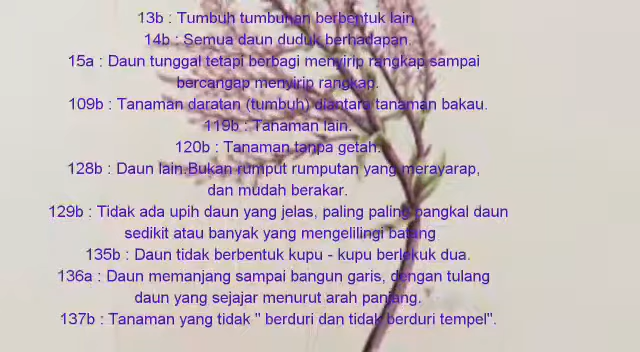 13b : Tumbuh tumbuhan berbentuk lain
14b : Semua daun duduk berhadapan.
15a : Daun tunggal tetapi berbagi menyirip rangkap sampai
bercangap menyirip rangkap.
109b : Tanaman daratan (tumbuh) diantara tanaman bakau.
119b : Tanaman lain.
120b : Tanaman tanpa getah.
128b : Daun lain.Bukan rumput rumputan yang merayarap,
dan mudah berakar.
129b : Tidak ada upih daun yang jelas, paling paling pangkal daun
sedikit atau banyak yang mengelilingi batang
135b : Daun tidak berbentuk kupu - kupu berlekuk dua.
136a : Daun memanjang sampai bangun garis, dengan tulang
daun yang sejajar menurut arah panjang.
137b : Tanaman yang tidak " berduri dan tidak berduri tempel".